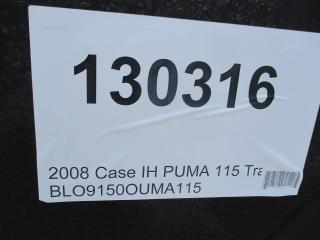 130316
2008 Case IH PUMA 115 Tra
BLO9150OUMA115